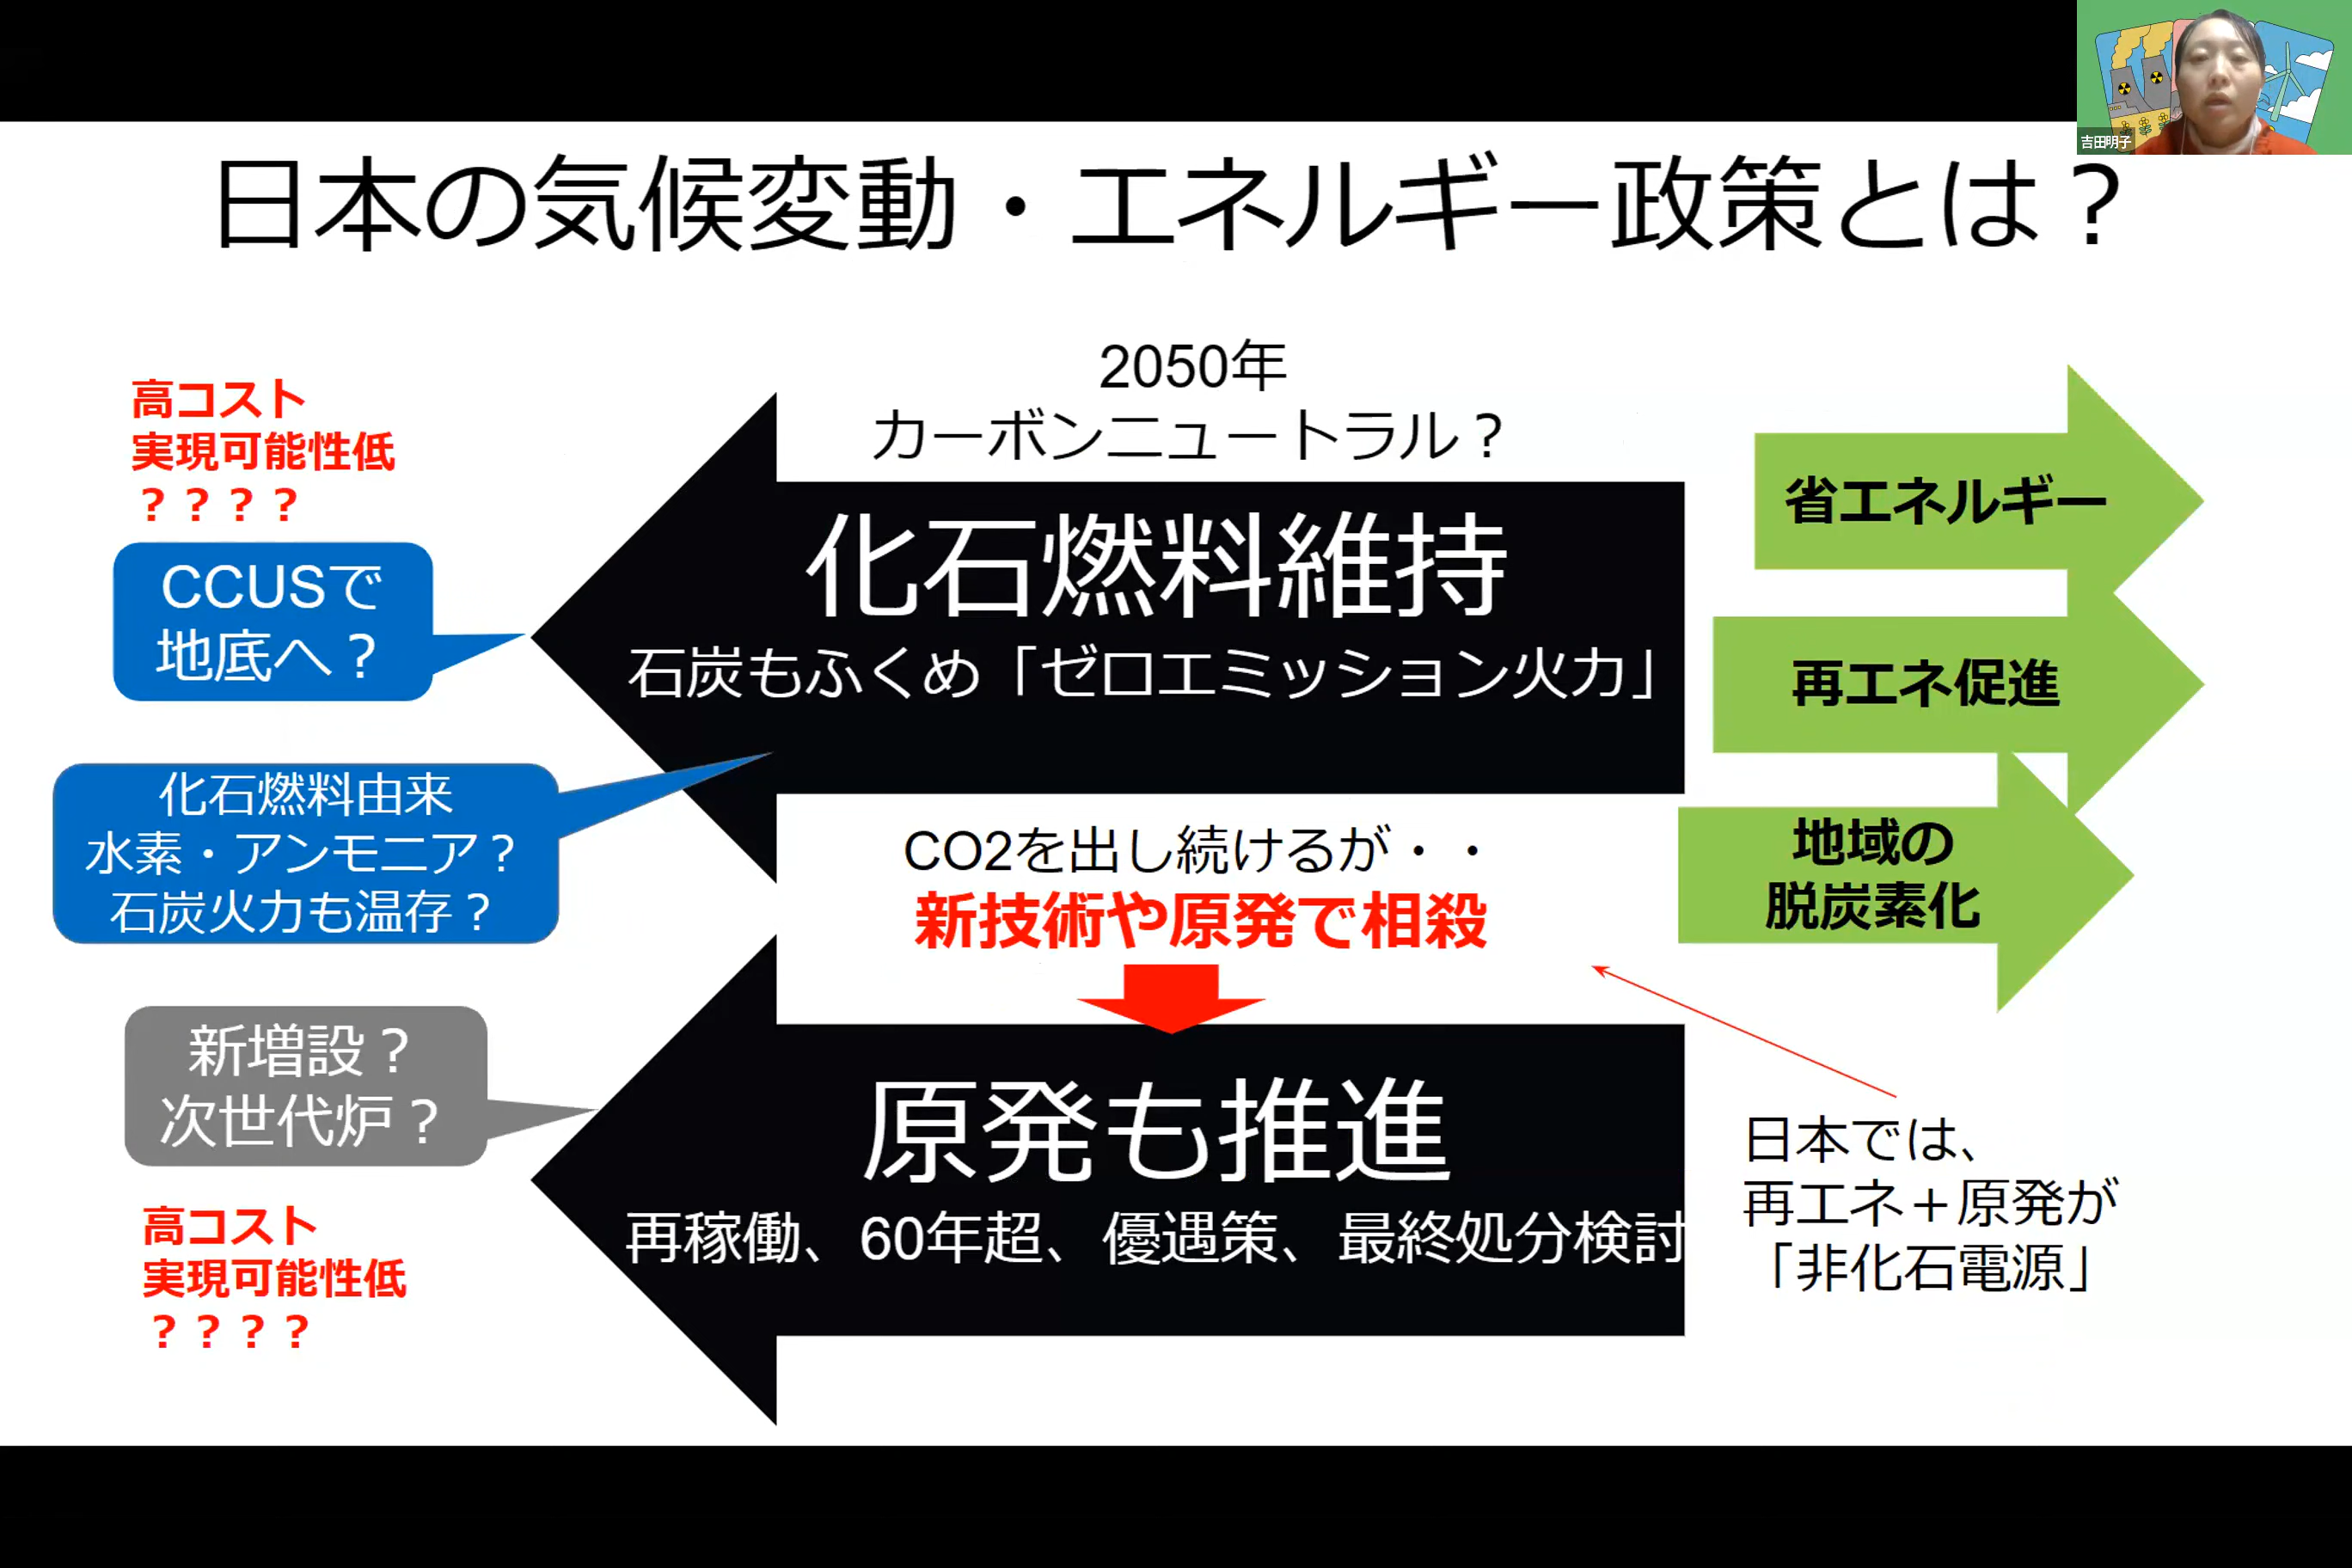 吉田明子
日本の気候変動・エネルギー政策とは？
2050年
カーボンニュートラル？
高コスト
実現可能性低
？？？？
CCUSで
地底へ？
化石燃料維持
石炭もふくめ「ゼロエミッション火力」
省エネルギー
再エネ促進
地域の
脱炭素化
化石燃料由来
水素・アンモニア？
石炭火力も温存？
CO2を出し続けるが・・
新技術や原発で相殺
新増設？
次世代炉？
原発も推進
再稼働、60年超、優遇策、最終処分検討
高コスト
実現可能性低
？？？？
日本では、
再エネ＋原発が
「非化石電源」